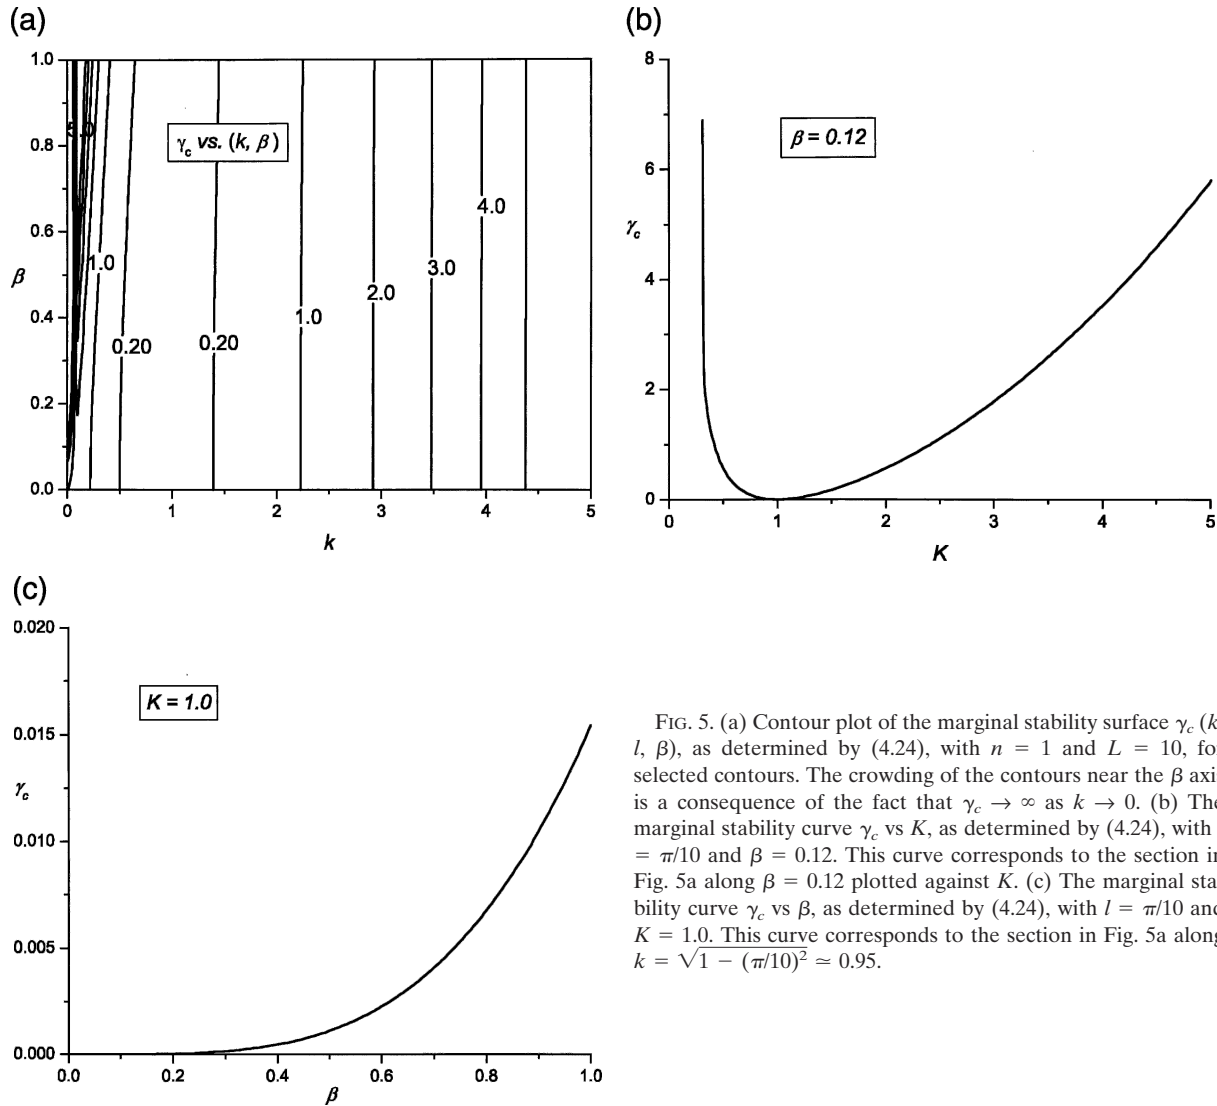 (a)
1.0
0.8
0.6
β
0.4
0.2
0.0
5.0
γc vs. (k, β)
1.0
0.20
0.20
1.0
2.0
3.0
4.0
0 1 2 3 4 5
k
(b)
8
6
γc
4
2
0
β = 0.12
0 1 2 3 4 5
K
(c)
0.020
0.015
γc
0.010
0.005
0.000
K = 1.0
0.0 0.2 0.4 0.6 0.8 1.0
β
FIG. 5. (a) Contour plot of the marginal stability surface γc (k
l, β), as determined by (4.24), with n = 1 and L = 10, for
selected contours. The crowding of the contours near the β axi
is a consequence of the fact that γc → ∞ as k → 0. (b) The
marginal stability curve γc vs K, as determined by (4.24), with
= π/10 and β = 0.12. This curve corresponds to the section in
Fig. 5a along β = 0.12 plotted against K. (c) The marginal sta-
bility curve γc vs β, as determined by (4.24), with l = π/10 and
K = 1.0. This curve corresponds to the section in Fig. 5a along
k = √1 − (π/10)² ≃ 0.95.